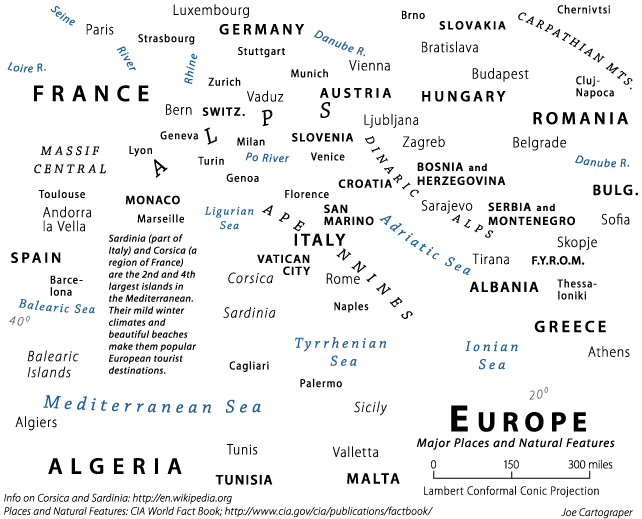 Luxembourg
Brno
SLOVAKIA
Chernivtsi
CARPATHIAN MTS.
Seine
River
Paris
Strasbourg
GERMANY
Stuttgart
Danube R.
Bratislava
Loire R.
Rhine
Zurich
Munich
Vienna
Budapest
Cluj-
Napoca
FRANCE
Vaduz
AUSTRIA
HUNGARY
Bern
SWITZ.
ALPS
Ljubljana
ROMANIA
Geneva
Milan
SLOVENIA
Zagreb
Belgrade
MASSIF
CENTRAL
Lyon
Turin
Po River
Venice
DINARIC ALPS
BOSNIA and
HERZEGOVINA
Danube R.
Genoa
CROATIA
Toulouse
MONACO
Florence
BULG.
Andorra
la Vella
Marseille
Ligurian
Sea
APENNINES
SAN
MARINO
Adriatic Sea
Sarajevo
SERBIA and
MONTENEGRO
Sofia
Sardinia (part of
Italy) and Corsica (a
region of France)
are the 2nd and 4th
largest islands in
the Mediterranean.
Their mild winter
climates and
beautiful beaches
make them popular
European tourist
destinations.
ITALY
Skopje
SPAIN
VATICAN
CITY
Tirana
F.Y.R.O.M.
Barce-
lona
Corsica
Rome
ALBANIA
Thessa-
loniki
Balearic Sea
40⁰
Sardinia
Naples
GREECE
Balearic
Islands
Tyrrhenian
Sea
Ionian
Sea
Athens
Cagliari
Palermo
20⁰
Mediterranean Sea
Sicily
EUROPE
Algiers
Major Places and Natural Features
Tunis
Valletta
0 150 300 miles
ALGERIA
TUNISIA
MALTA
Lambert Conformal Conic Projection
Info on Corsica and Sardinia: http://en.wikipedia.org
Places and Natural Features: CIA World Fact Book; http://www.cia.gov/cia/publications/factbook/
Joe Cartograper